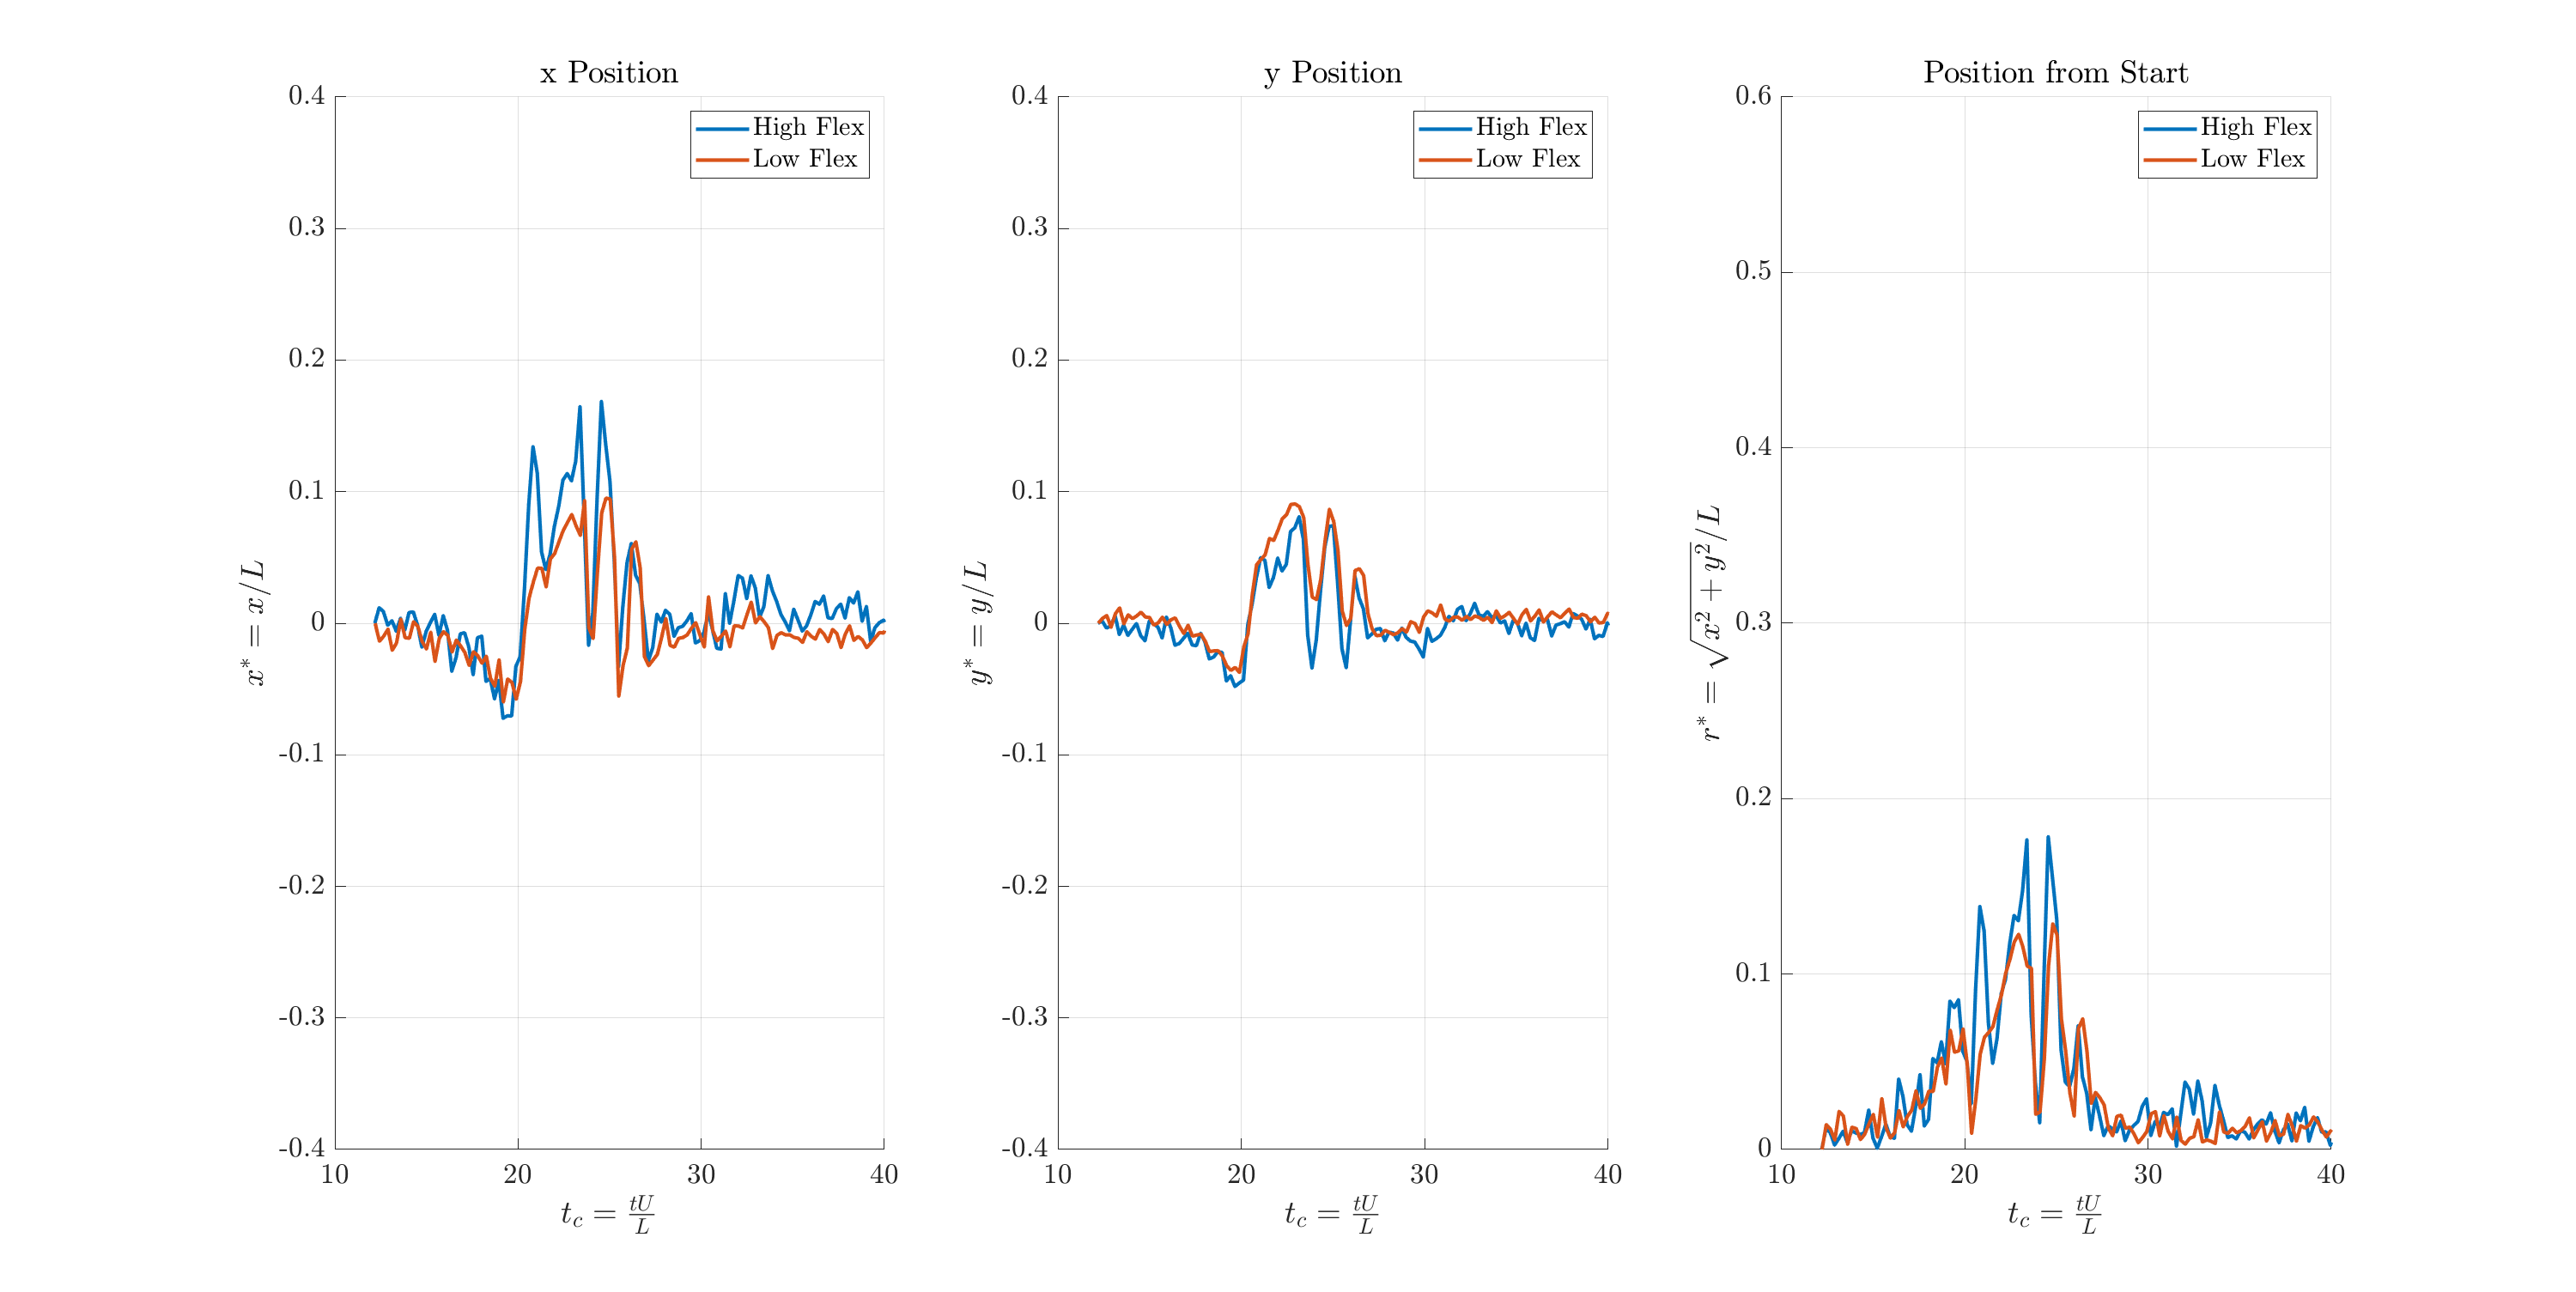 x Position
0.4
0.3
0.2
0.1
0
-0.1
-0.2
-0.3
-0.4
10 20 30 40
x* = x/L
t_c = tU/L
High Flex
Low Flex
y Position
0.4
0.3
0.2
0.1
0
-0.1
-0.2
-0.3
-0.4
10 20 30 40
y* = y/L
t_c = tU/L
High Flex
Low Flex
Position from Start
0.6
0.5
0.4
0.3
0.2
0.1
0
10 20 30 40
r* = √(x² + y²)/L
t_c = tU/L
High Flex
Low Flex